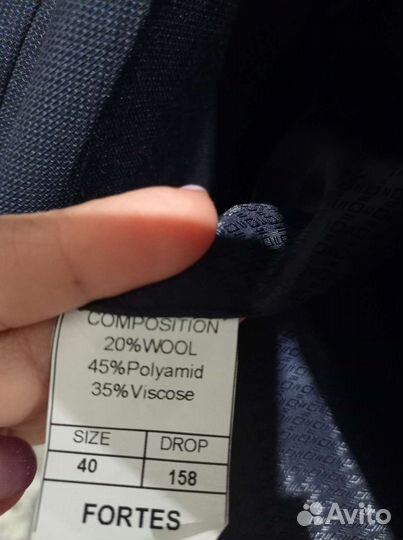 COMPOSITION
20%WOOL
45%Polyamid
35%Viscose
SIZE DROP
40 158
FORTES
Avito